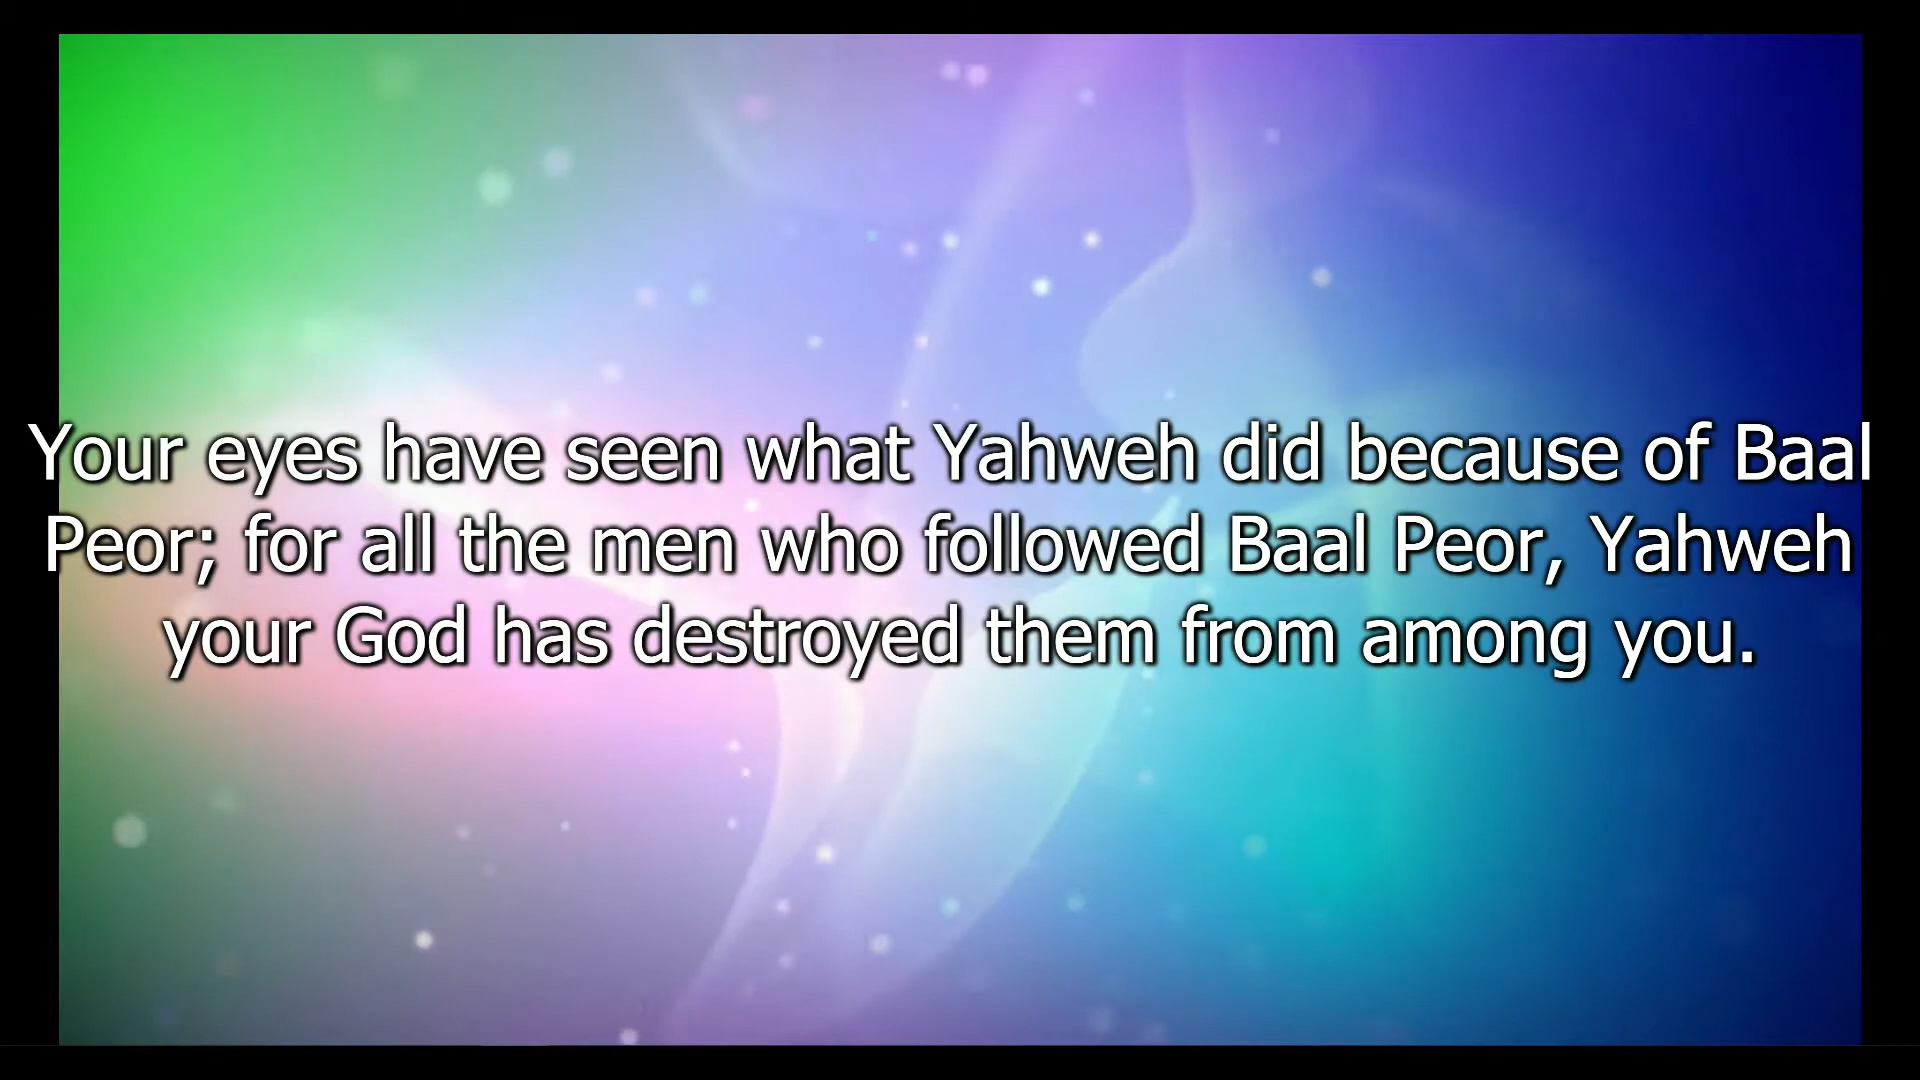 Your eyes have seen what Yahweh did because of Baal
Peor; for all the men who followed Baal Peor, Yahweh
your God has destroyed them from among you.